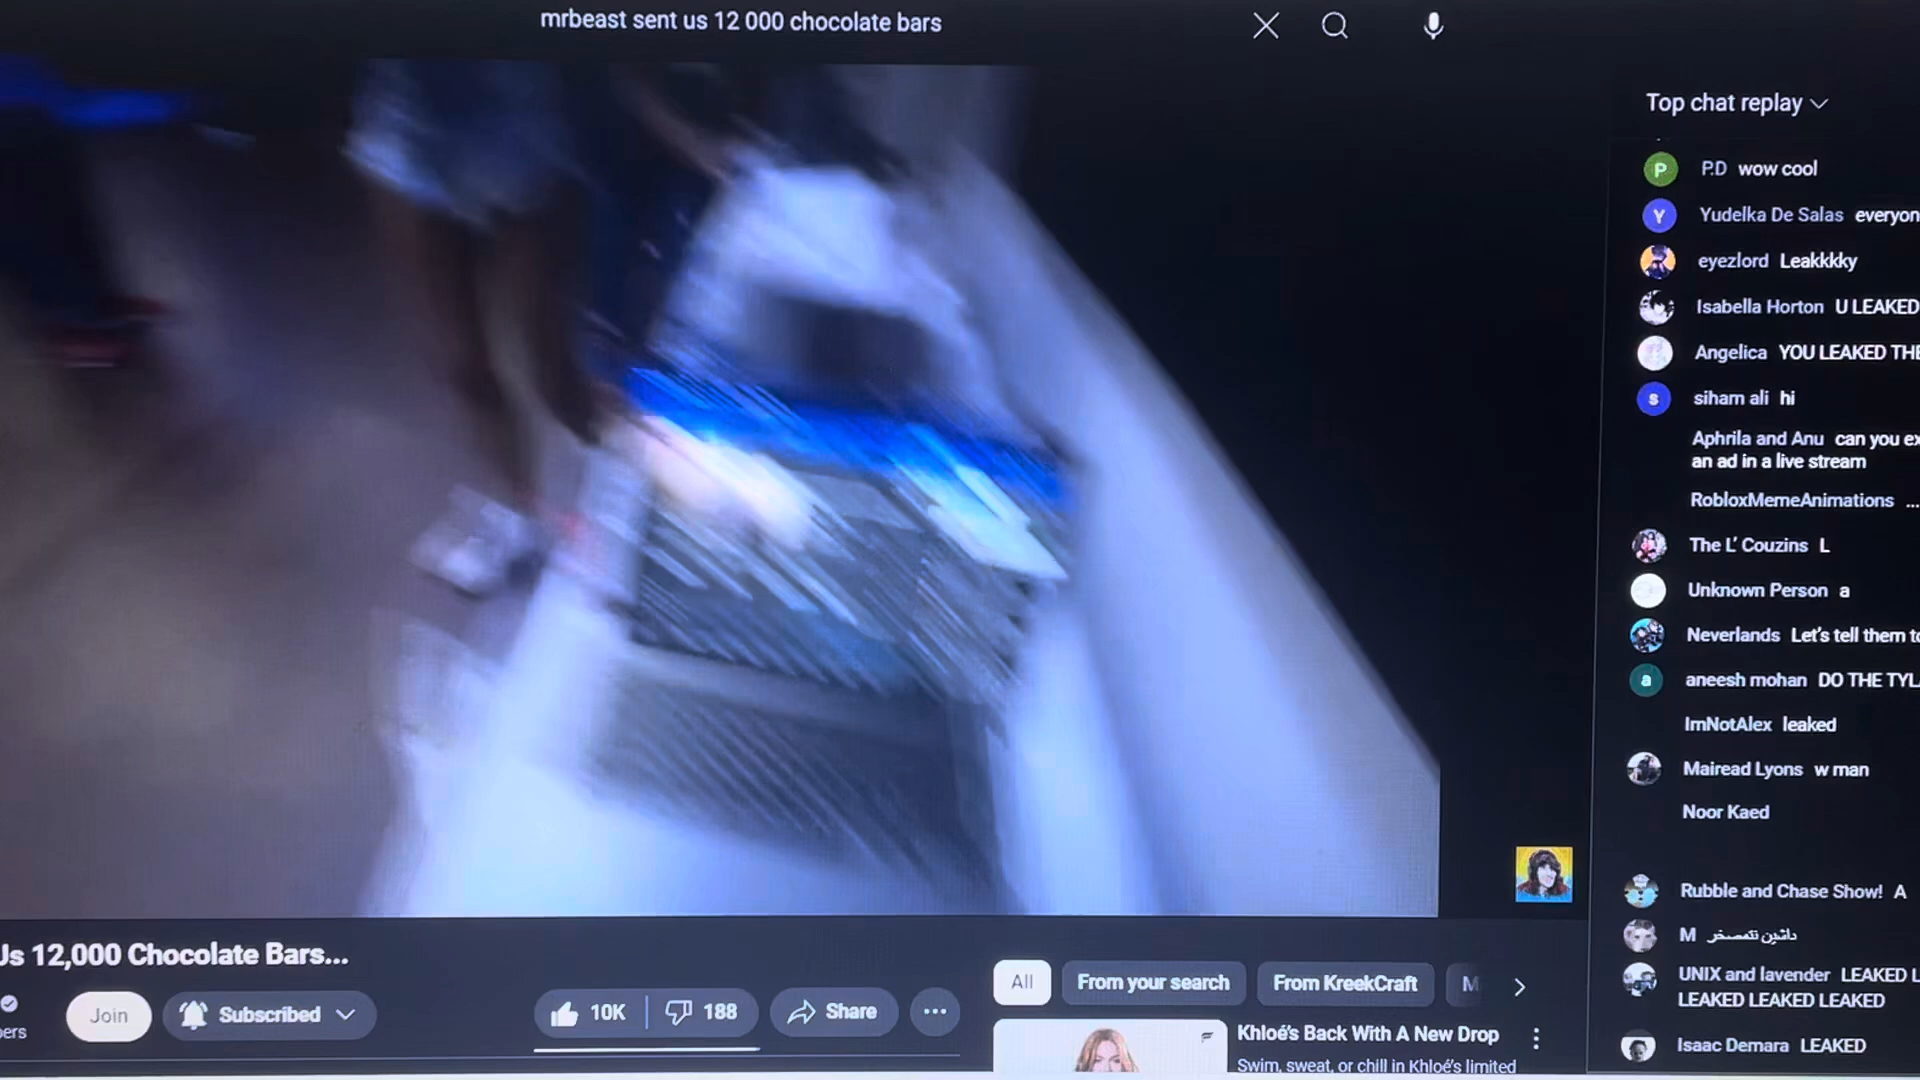 mrbeast sent us 12 000 chocolate bars
Top chat replay
P
P.D wow cool
Y
Yudelka De Salas everyon
eyezlord Leakkkky
Isabella Horton U LEAKED
Angelica YOU LEAKED THE
s
siham ali hi
Aphrila and Anu can you ex
an ad in a live stream
RobloxMemeAnimations ...
The L' Couzins L
Unknown Person a
Neverlands Let's tell them to
a
aneesh mohan DO THE TYLA
ImNotAlex leaked
Mairead Lyons w man
Noor Kaed
Rubble and Chase Show! A
M
UNIX and lavender LEAKED L
LEAKED LEAKED LEAKED
Isaac Demara LEAKED
Us 12,000 Chocolate Bars...
bers
Join
Subscribed
10K
188
Share
All
From your search
From KreekCraft
M
Khloé's Back With A New Drop
Swim, sweat, or chill in Khloé's limited